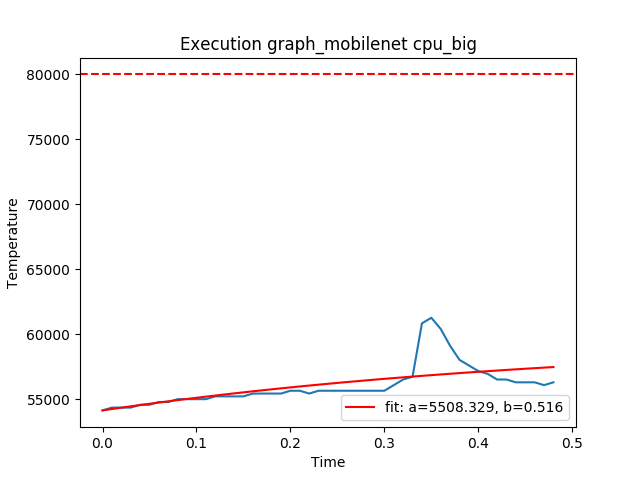 Execution graph_mobilenet cpu_big
Temperature
80000
75000
70000
65000
60000
55000
fit: a=5508.329, b=0.516
0.0 0.1 0.2 0.3 0.4 0.5
Time